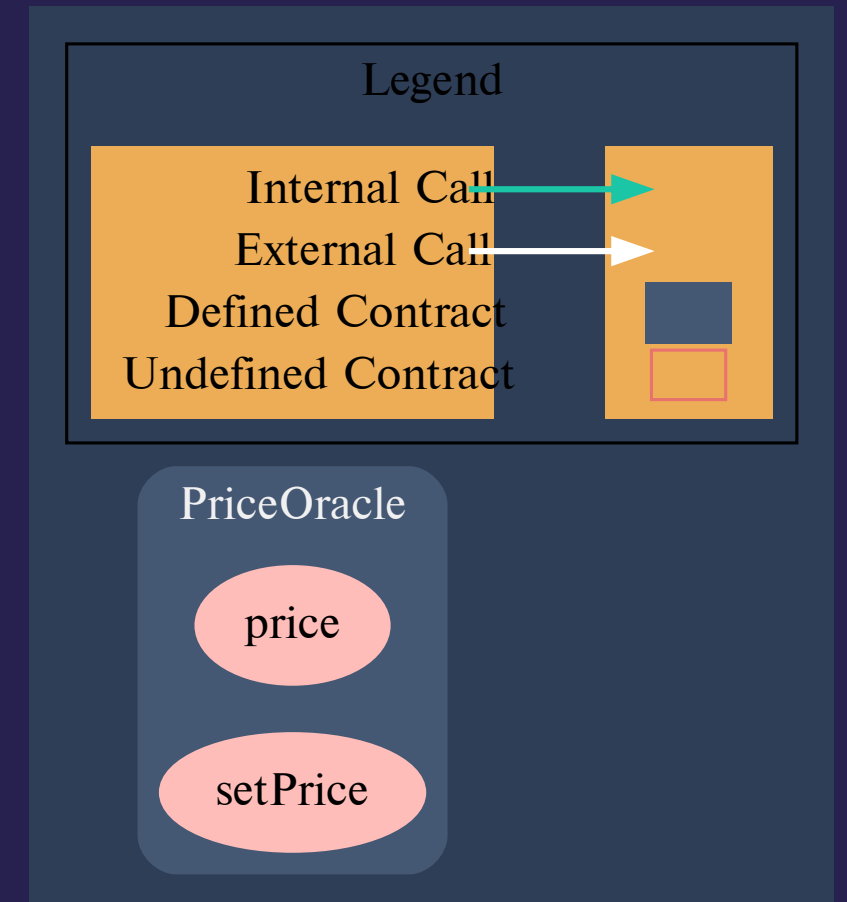 Legend
Internal Call
External Call
Defined Contract
Undefined Contract
PriceOracle
price
setPrice